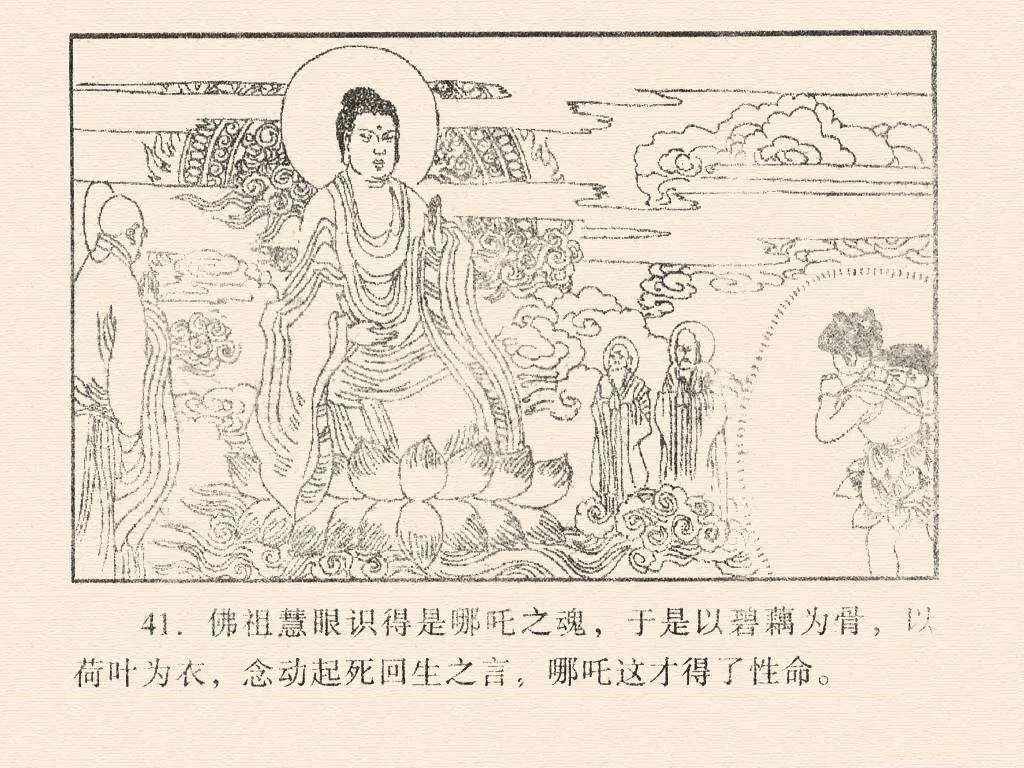 41. 佛祖慧眼识得是哪吒之魂，于是以碧藕为骨，以
荷叶为衣，念动起死回生之言，哪吒这才得了性命。